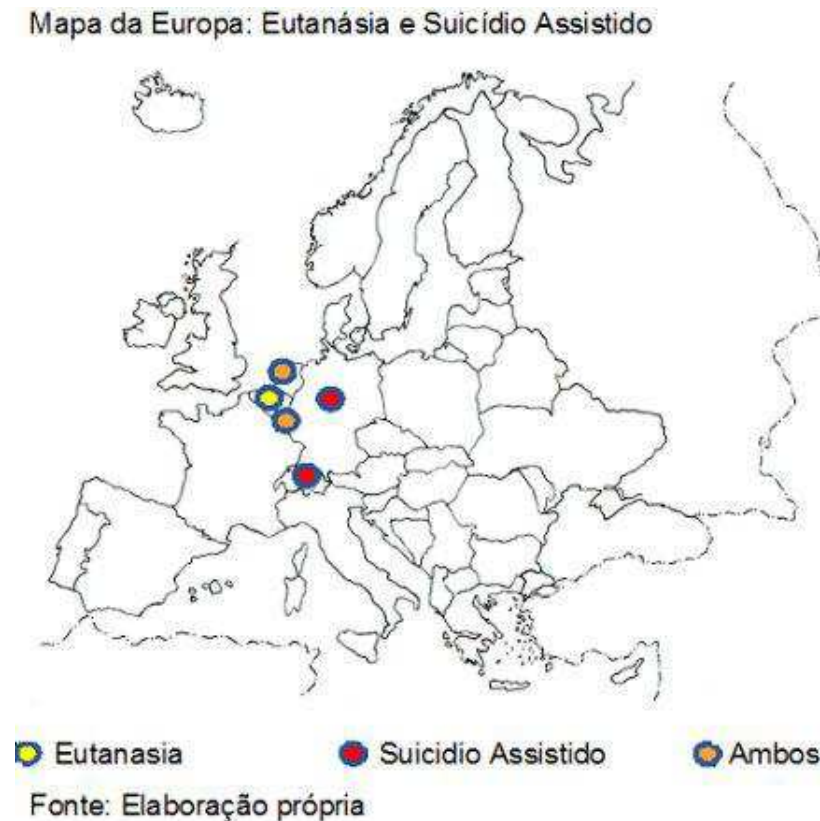 Mapa da Europa: Eutanásia e Suicídio Assistido
Eutanasia Suicidio Assistido Ambos
Fonte: Elaboração própria